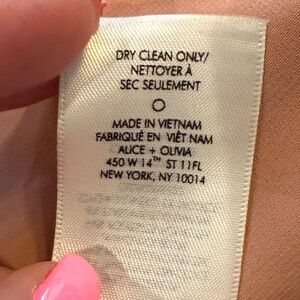 DRY CLEAN ONLY/
NETTOYER À
SEC SEULEMENT
MADE IN VIETNAM
FABRIQUÉ EN VIÊT NAM
ALICE + OLIVIA
450 W 14TH ST 11FL
NEW YORK, NY 10014